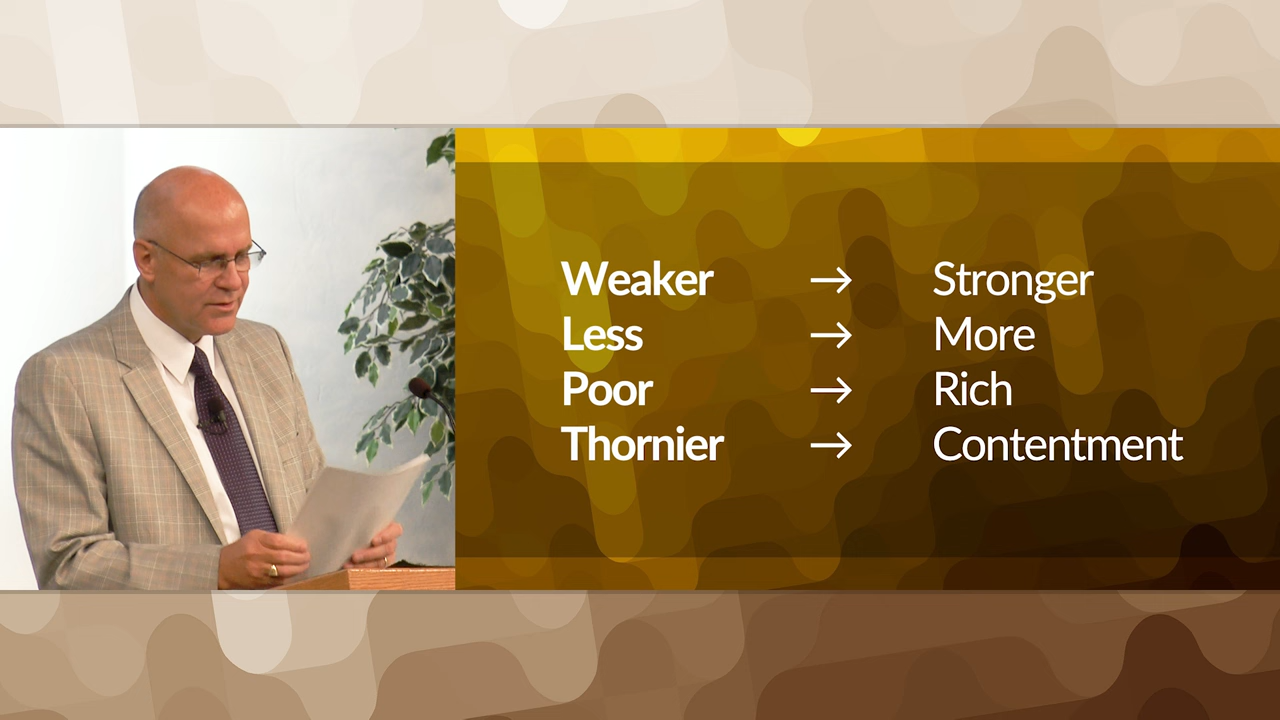 Weaker → Stronger
Less → More
Poor → Rich
Thornier → Contentment